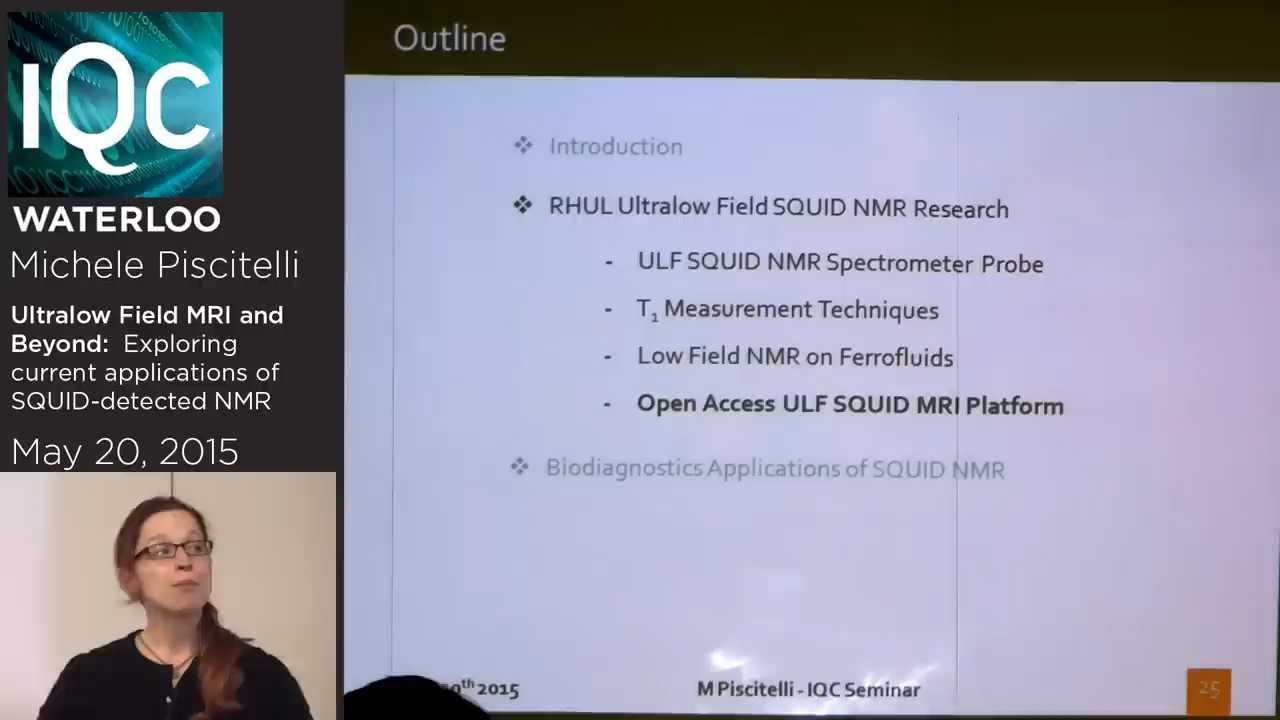 IQC
WATERLOO
Michele Piscitelli
Ultralow Field MRI and
Beyond: Exploring
current applications of
SQUID-detected NMR
May 20, 2015
Outline
❖ Introduction
❖ RHUL Ultralow Field SQUID NMR Research
- ULF SQUID NMR Spectrometer Probe
- T₁ Measurement Techniques
- Low Field NMR on Ferrofluids
- Open Access ULF SQUID MRI Platform
❖ Biodiagnostics Applications of SQUID NMR
2015
M Piscitelli - IQC Seminar
25